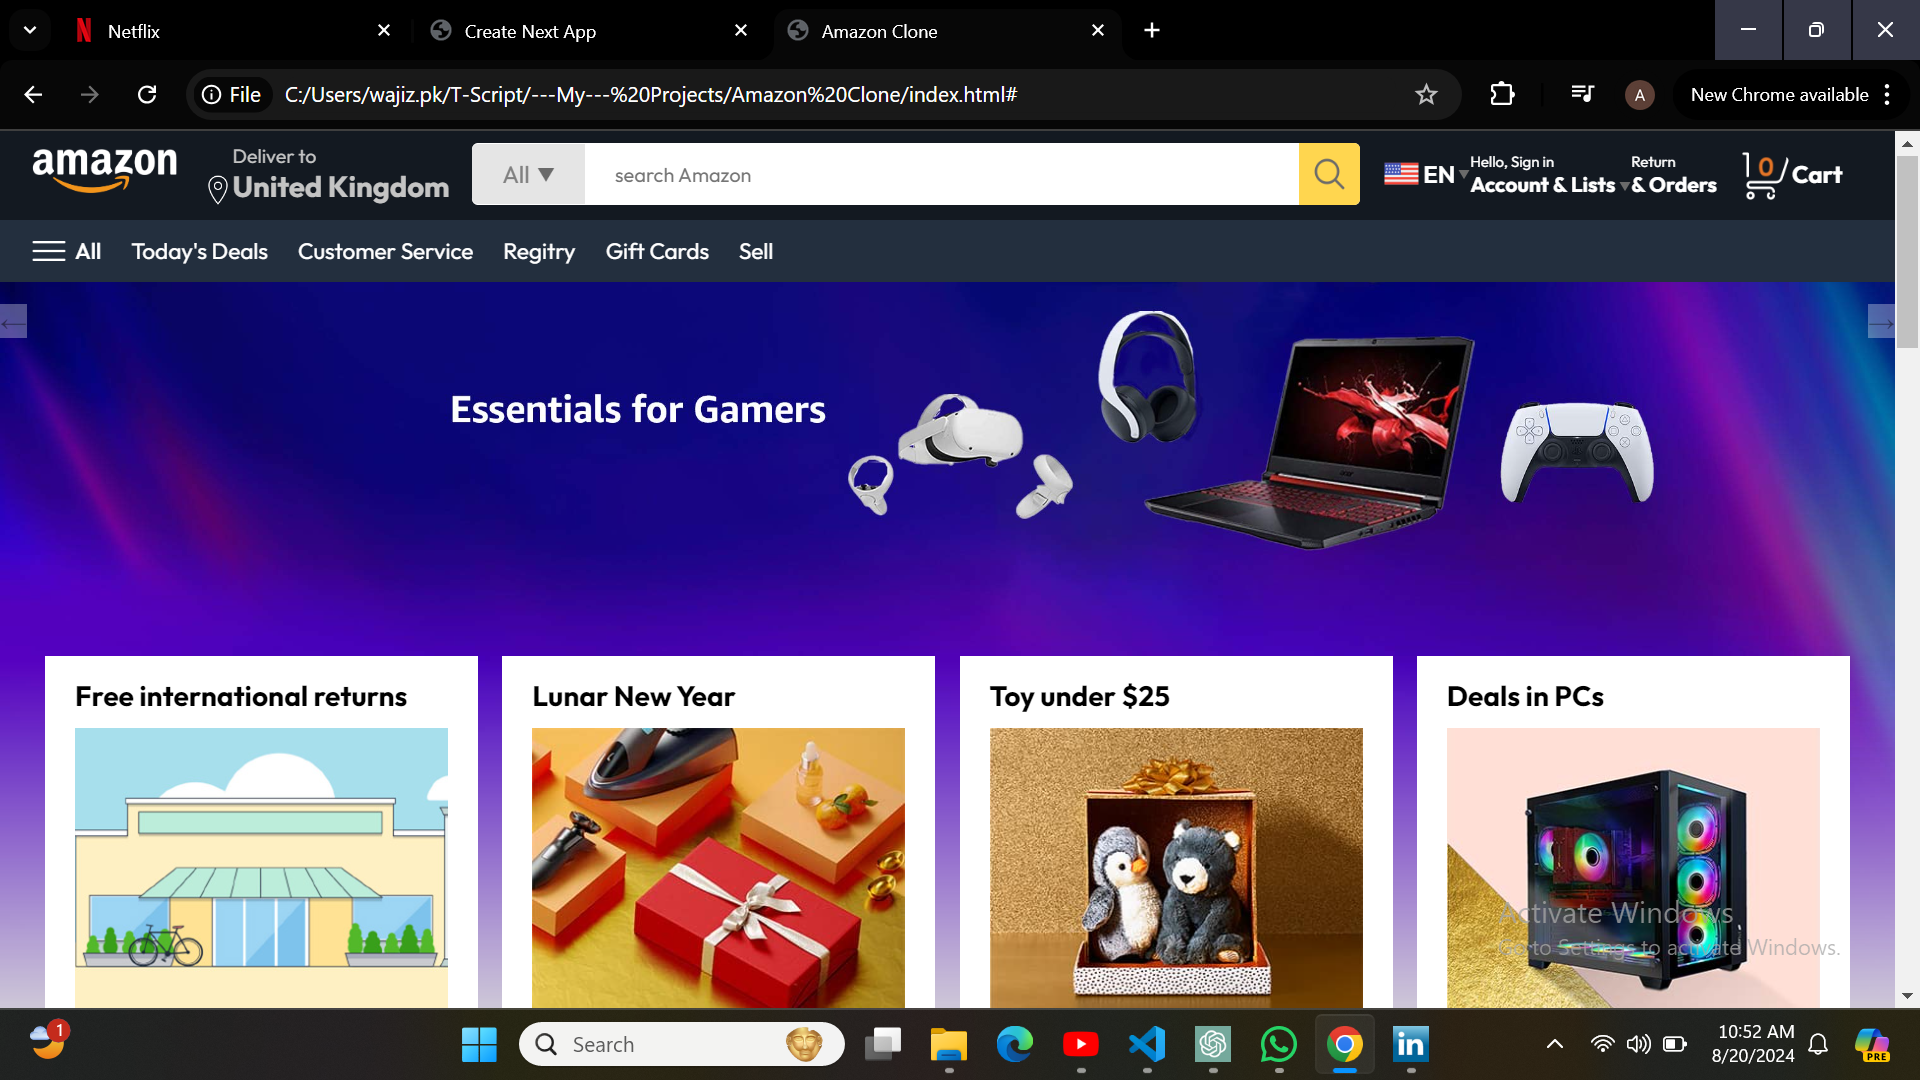 Netflix
Create Next App
Amazon Clone
File
C:/Users/wajiz.pk/T-Script/---My---%20Projects/Amazon%20Clone/index.html#
A
New Chrome available
amazon
Deliver to
United Kingdom
All ▼
search Amazon
EN ▾
Hello, Sign in
Account & Lists ▾
Return
& Orders
0
Cart
All
Today's Deals
Customer Service
Regitry
Gift Cards
Sell
←
→
Essentials for Gamers
Free international returns
Lunar New Year
Toy under $25
Deals in PCs
Activate Windows
Go to Settings to activate Windows.
1
Search
in
10:52 AM
8/20/2024
PRE